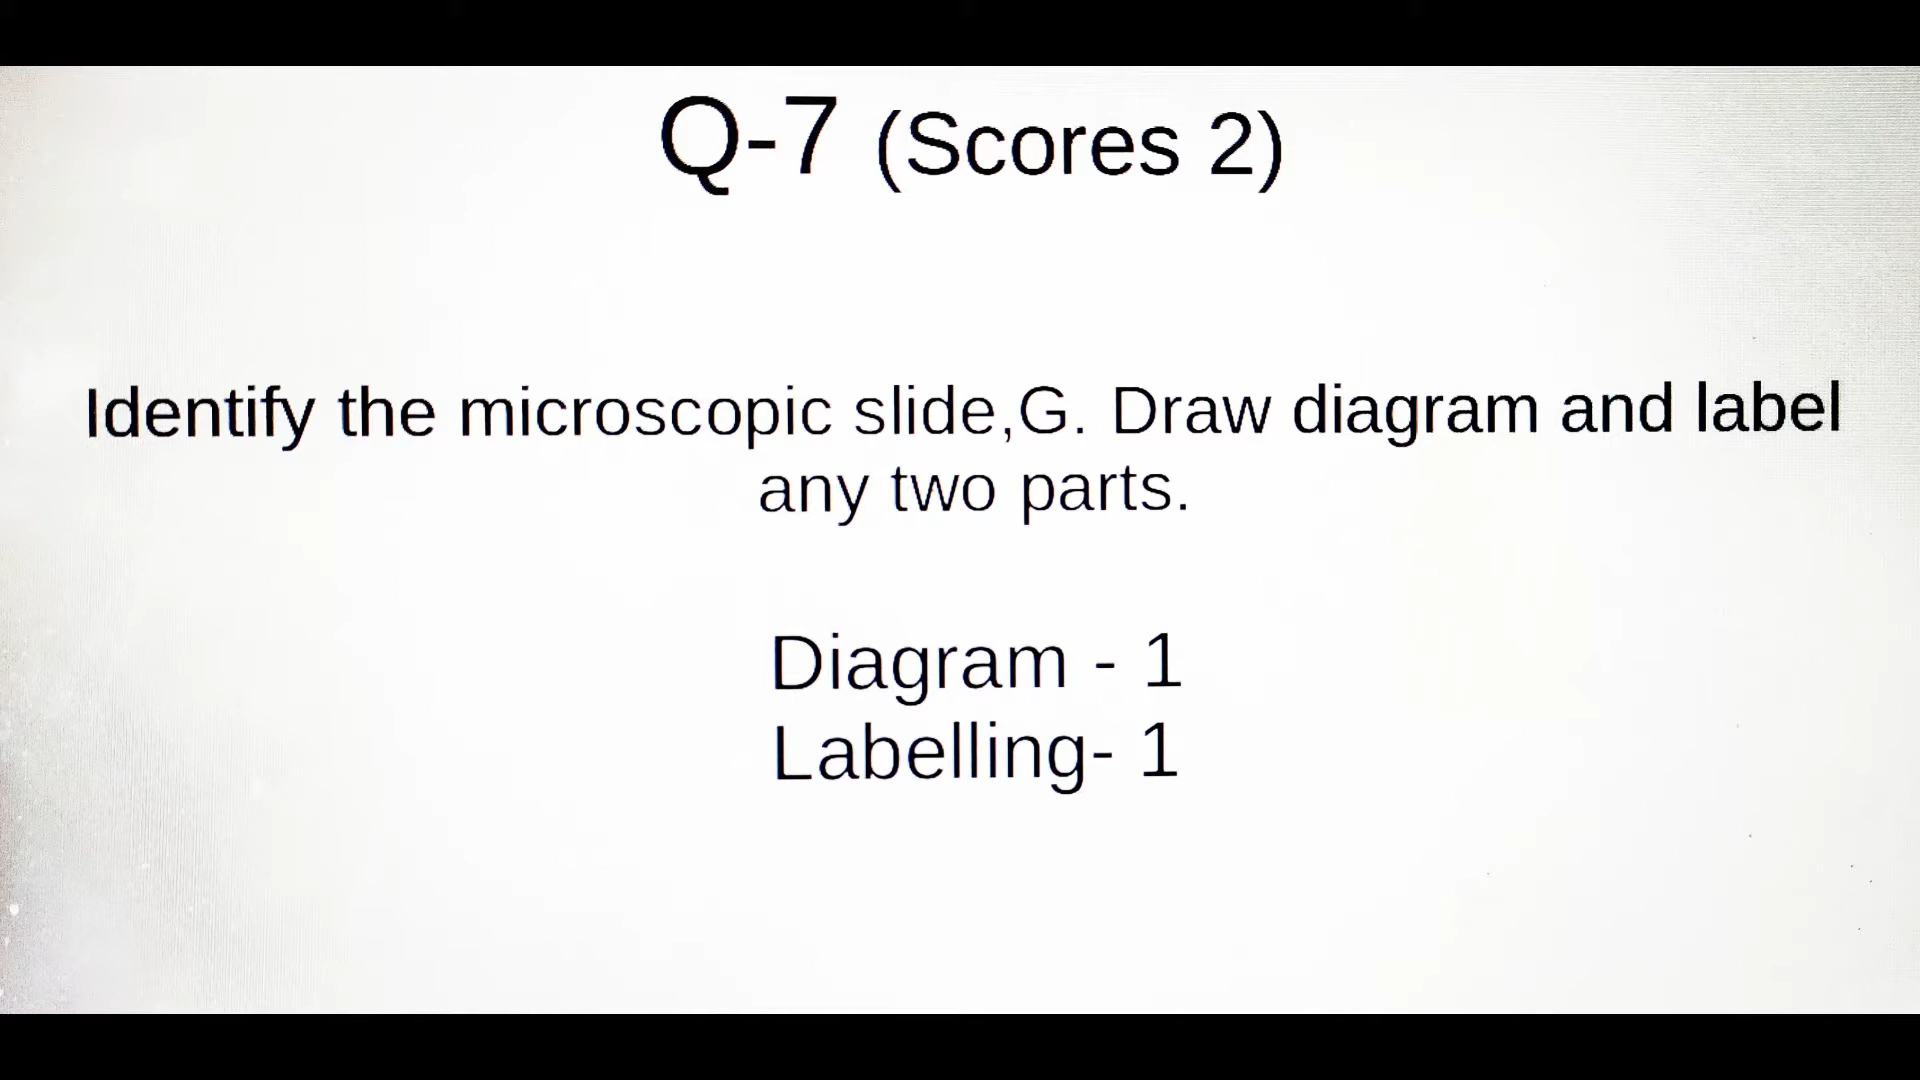 Q-7 (Scores 2)
Identify the microscopic slide,G. Draw diagram and label
any two parts.
Diagram - 1
Labelling- 1